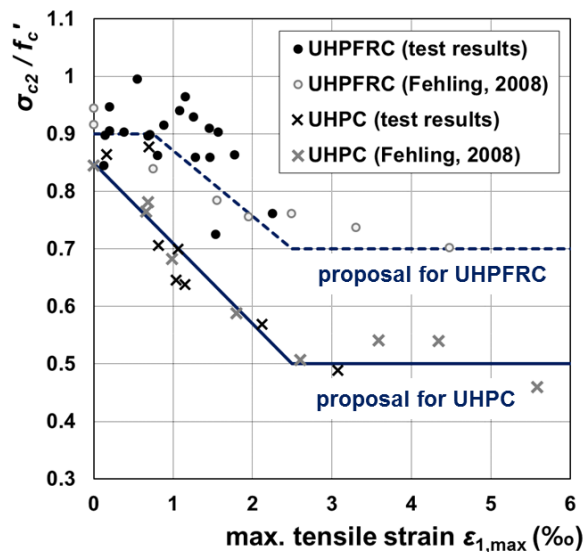 σc2 / fc'
1.1
1
0.9
0.8
0.7
0.6
0.5
0.4
0.3
UHPFRC (test results)
UHPFRC (Fehling, 2008)
UHPC (test results)
UHPC (Fehling, 2008)
proposal for UHPFRC
proposal for UHPC
0 1 2 3 4 5 6
max. tensile strain ε1,max (‰)